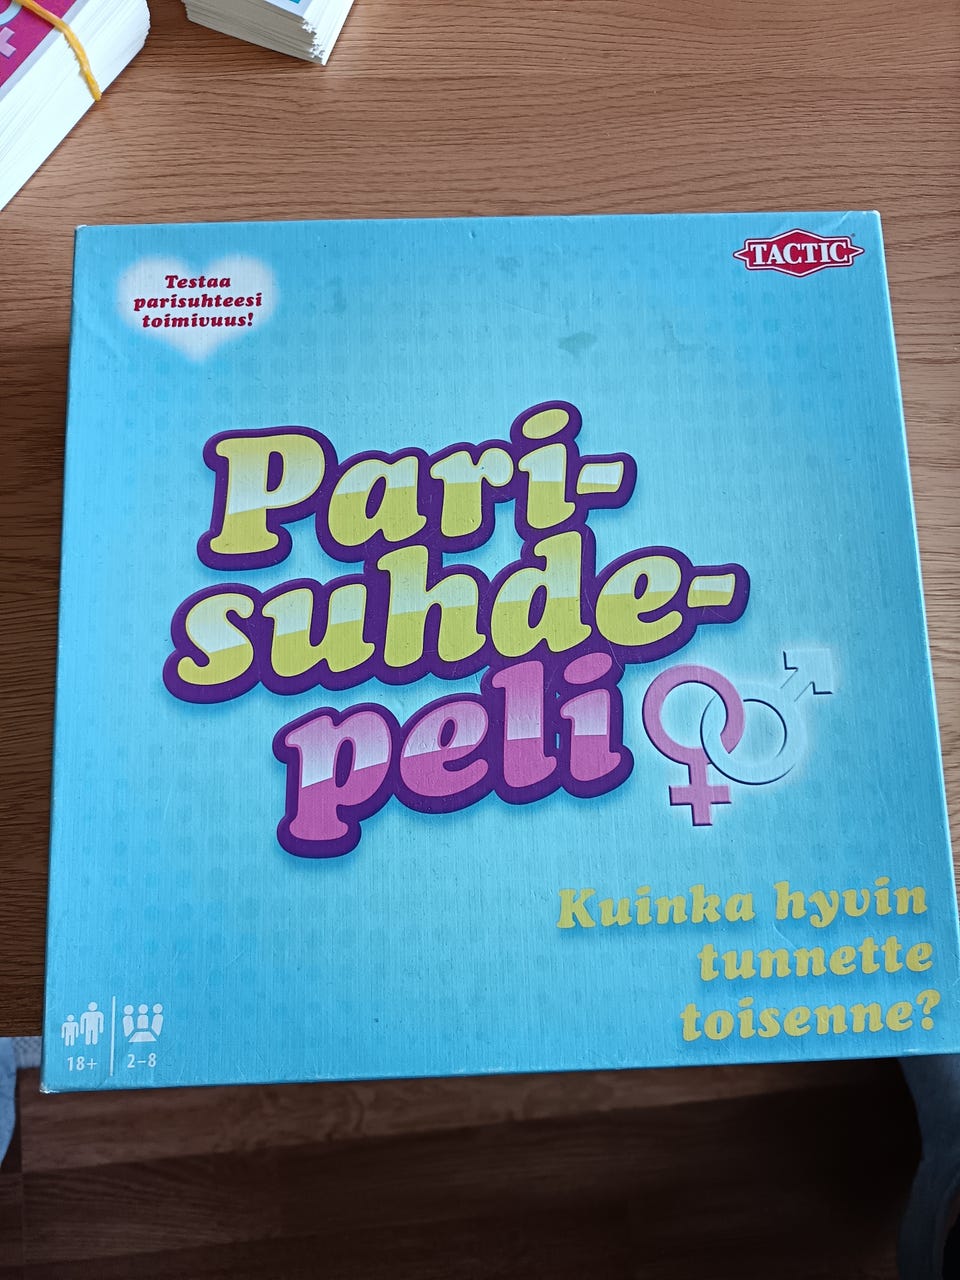 Testaa
parisuhteesi
toimivuus!
TACTIC
Pari-
suhde-
peli
Kuinka hyvin
tunnette
toisenne?
18+
2-8